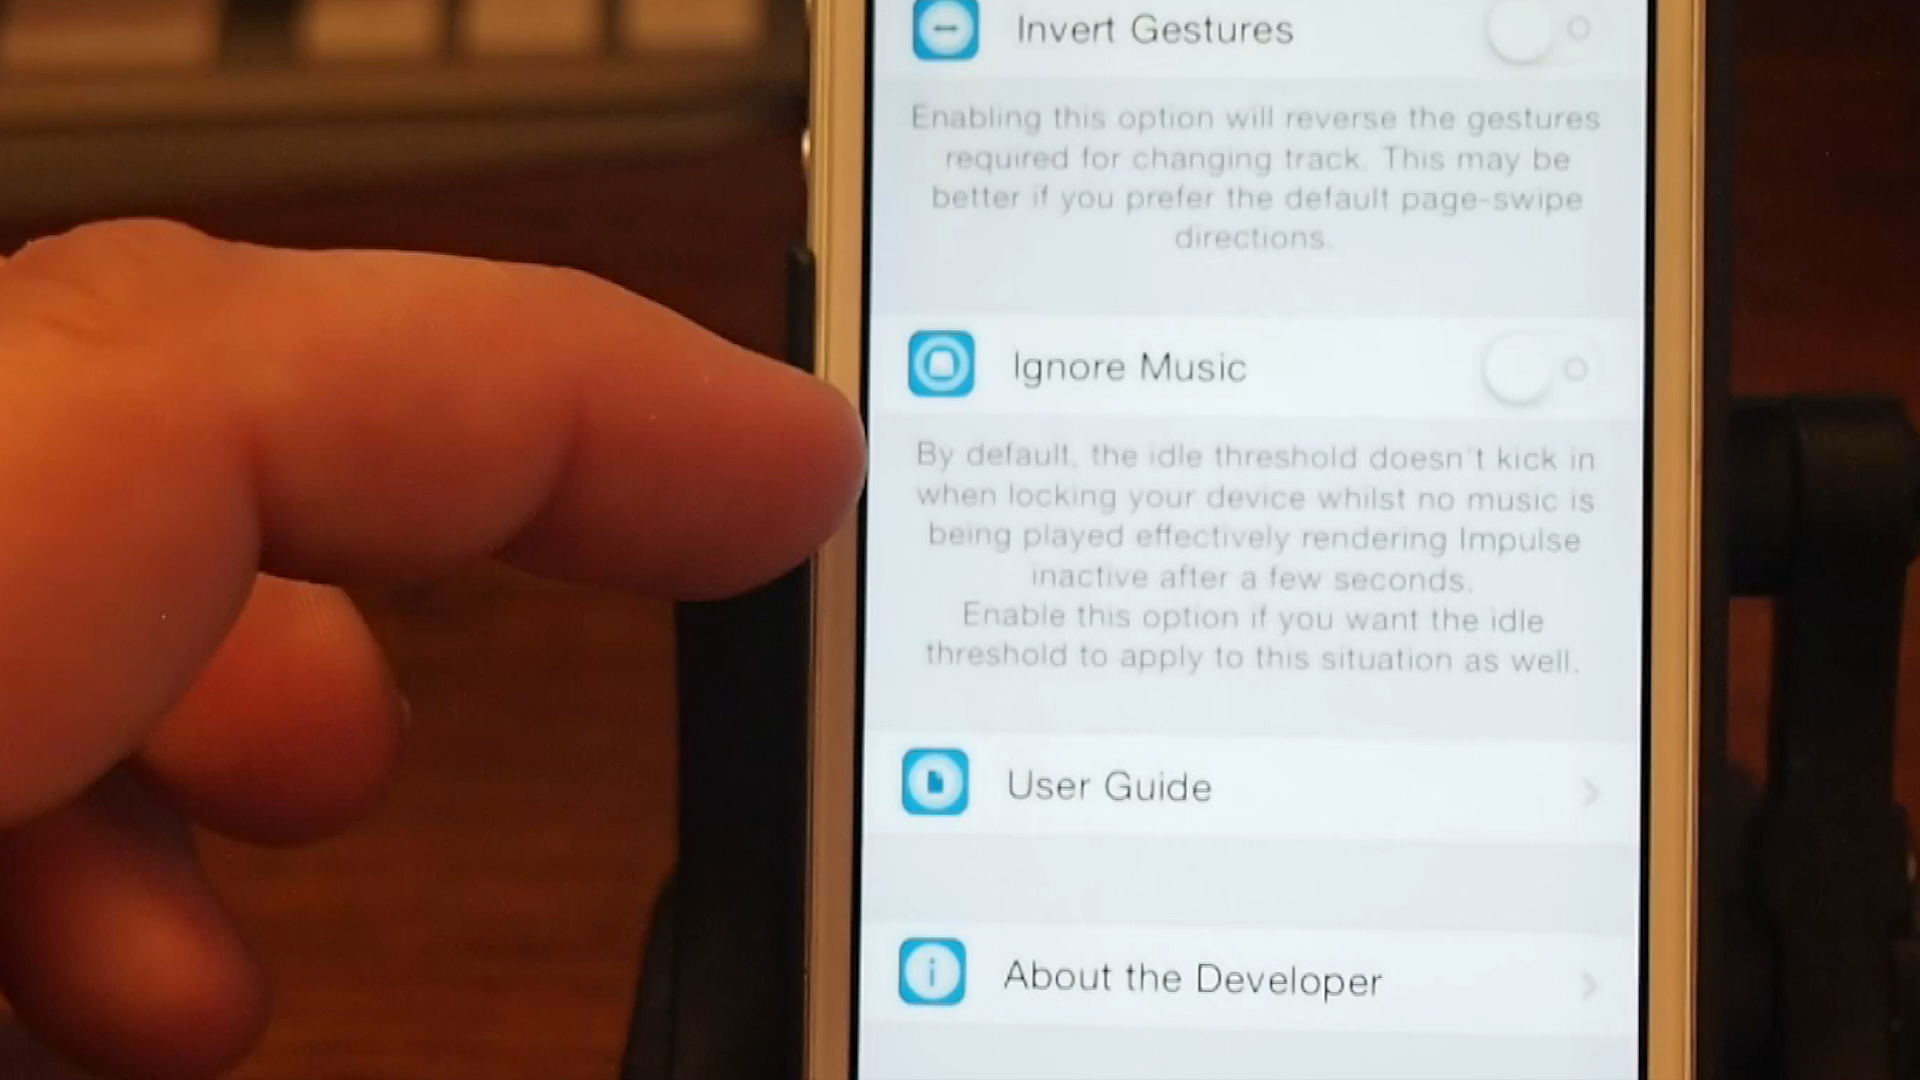 Invert Gestures
Enabling this option will reverse the gestures
required for changing track. This may be
better if you prefer the default page-swipe
directions.
Ignore Music
By default, the idle threshold doesn't kick in
when locking your device whilst no music is
being played effectively rendering Impulse
inactive after a few seconds.
Enable this option if you want the idle
threshold to apply to this situation as well.
User Guide
About the Developer